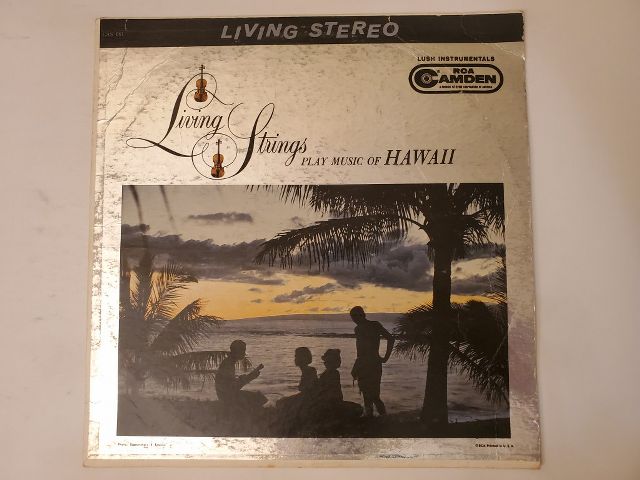 LIVING STEREO
LUSH INSTRUMENTALS
RCA
CAMDEN
Living
Strings
PLAY MUSIC OF HAWAII